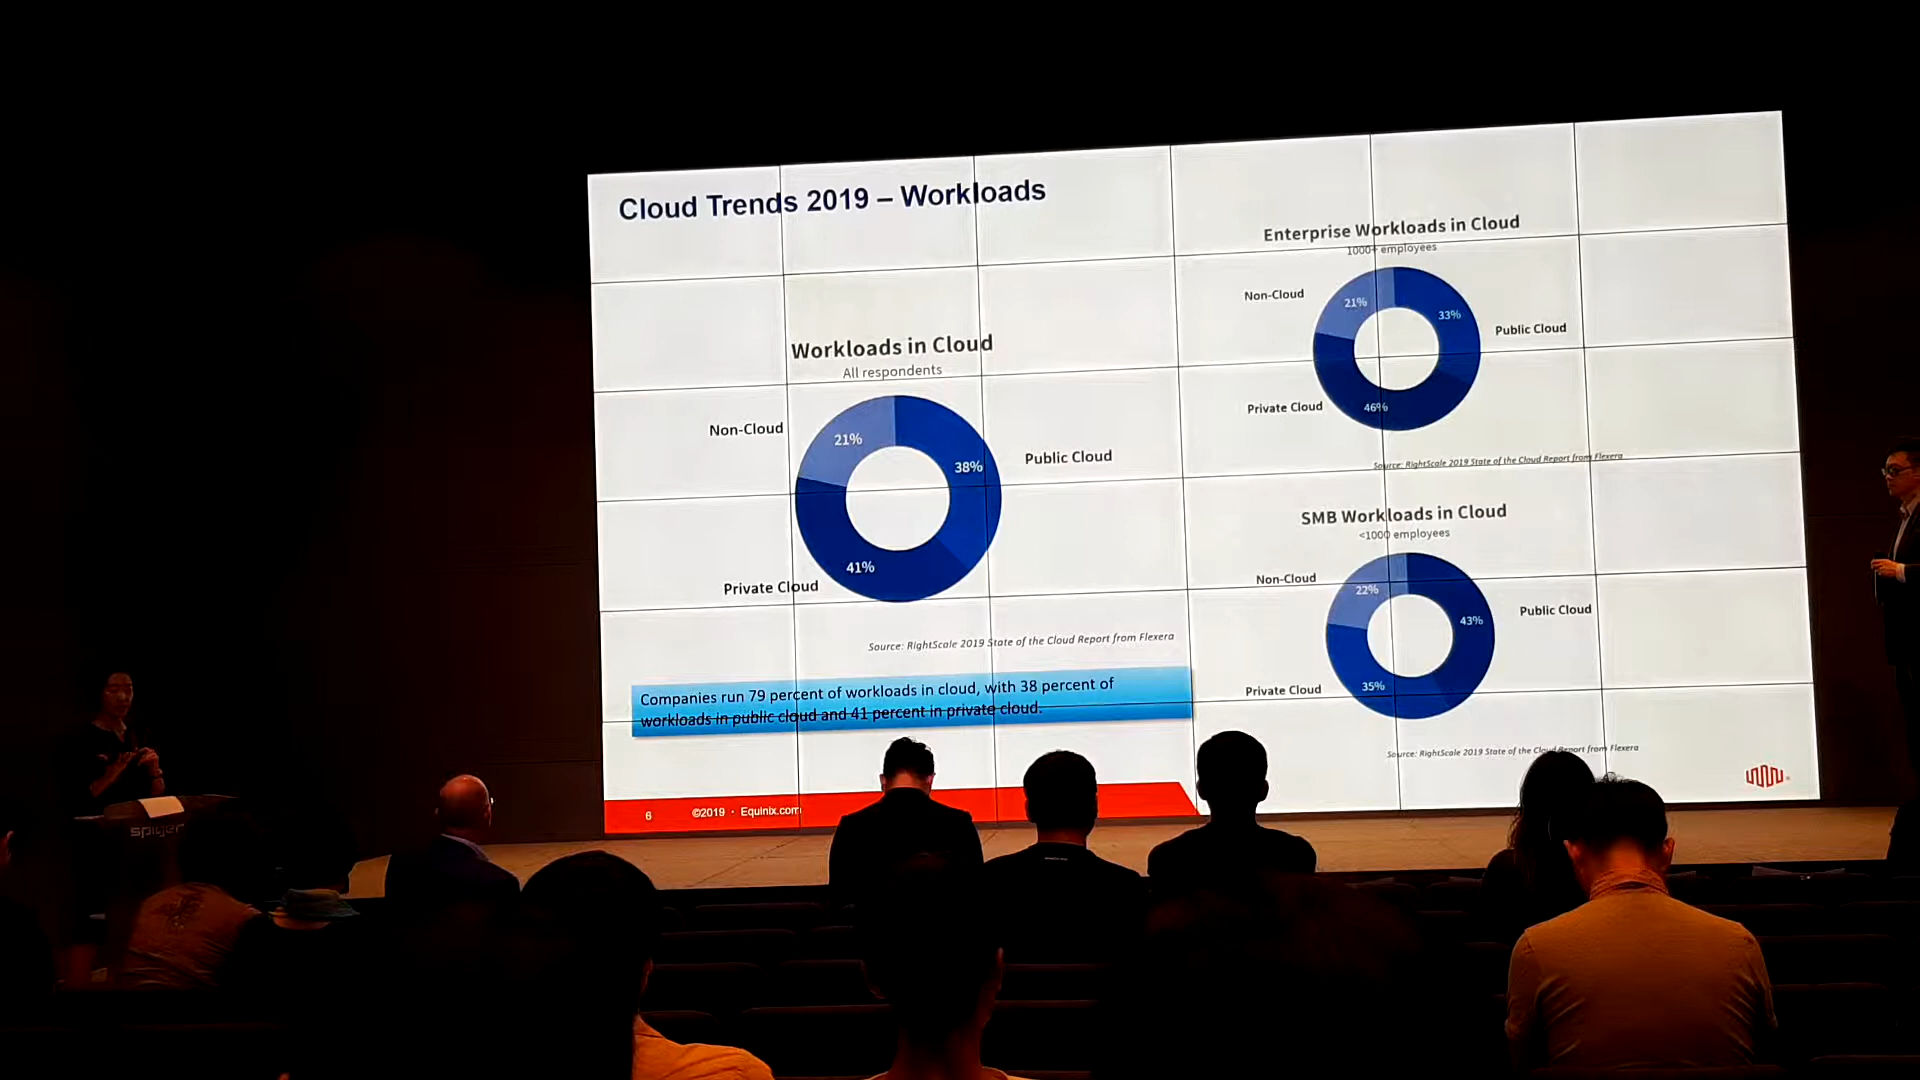 Cloud Trends 2019 – Workloads
Workloads in Cloud
All respondents
Non-Cloud
21%
38%
Public Cloud
41%
Private Cloud
Source: RightScale 2019 State of the Cloud Report from Flexera
Companies run 79 percent of workloads in cloud, with 38 percent of
workloads in public cloud and 41 percent in private cloud.
Enterprise Workloads in Cloud
1000+ employees
Non-Cloud
21%
33%
Public Cloud
Private Cloud
46%
Source: RightScale 2019 State of the Cloud Report from Flexera
SMB Workloads in Cloud
<1000 employees
Non-Cloud
22%
43%
Public Cloud
Private Cloud
35%
Source: RightScale 2019 State of the Cloud Report from Flexera
6
©2019 · Equinix.com